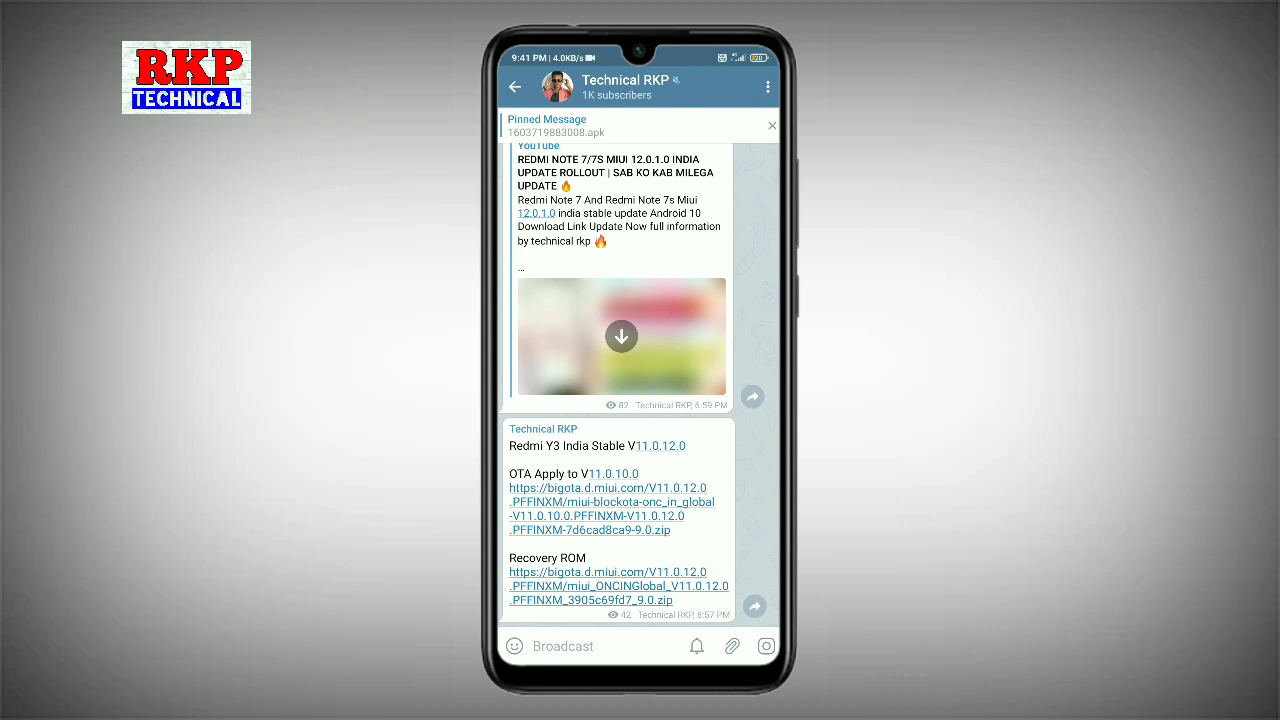 RKP
TECHNICAL
9:41 PM | 4.0KB/s
Technical RKP
1K subscribers
Pinned Message
1603719883008.apk
YouTube
REDMI NOTE 7/7S MIUI 12.0.1.0 INDIA
UPDATE ROLLOUT | SAB KO KAB MILEGA
UPDATE 🔥
Redmi Note 7 And Redmi Note 7s Miui
12.0.1.0 india stable update Android 10
Download Link Update Now full information
by technical rkp 🔥
...
82 Technical RKP, 6:59 PM
Technical RKP
Redmi Y3 India Stable V11.0.12.0
OTA Apply to V11.0.10.0
https://bigota.d.miui.com/V11.0.12.0
.PFFINXM/miui-blockota-onc_in_global
-V11.0.10.0.PFFINXM-V11.0.12.0
.PFFINXM-7d6cad8ca9-9.0.zip
Recovery ROM
https://bigota.d.miui.com/V11.0.12.0
.PFFINXM/miui_ONCINGlobal_V11.0.12.0
.PFFINXM_3905c69fd7_9.0.zip
42 Technical RKP, 8:57 PM
Broadcast